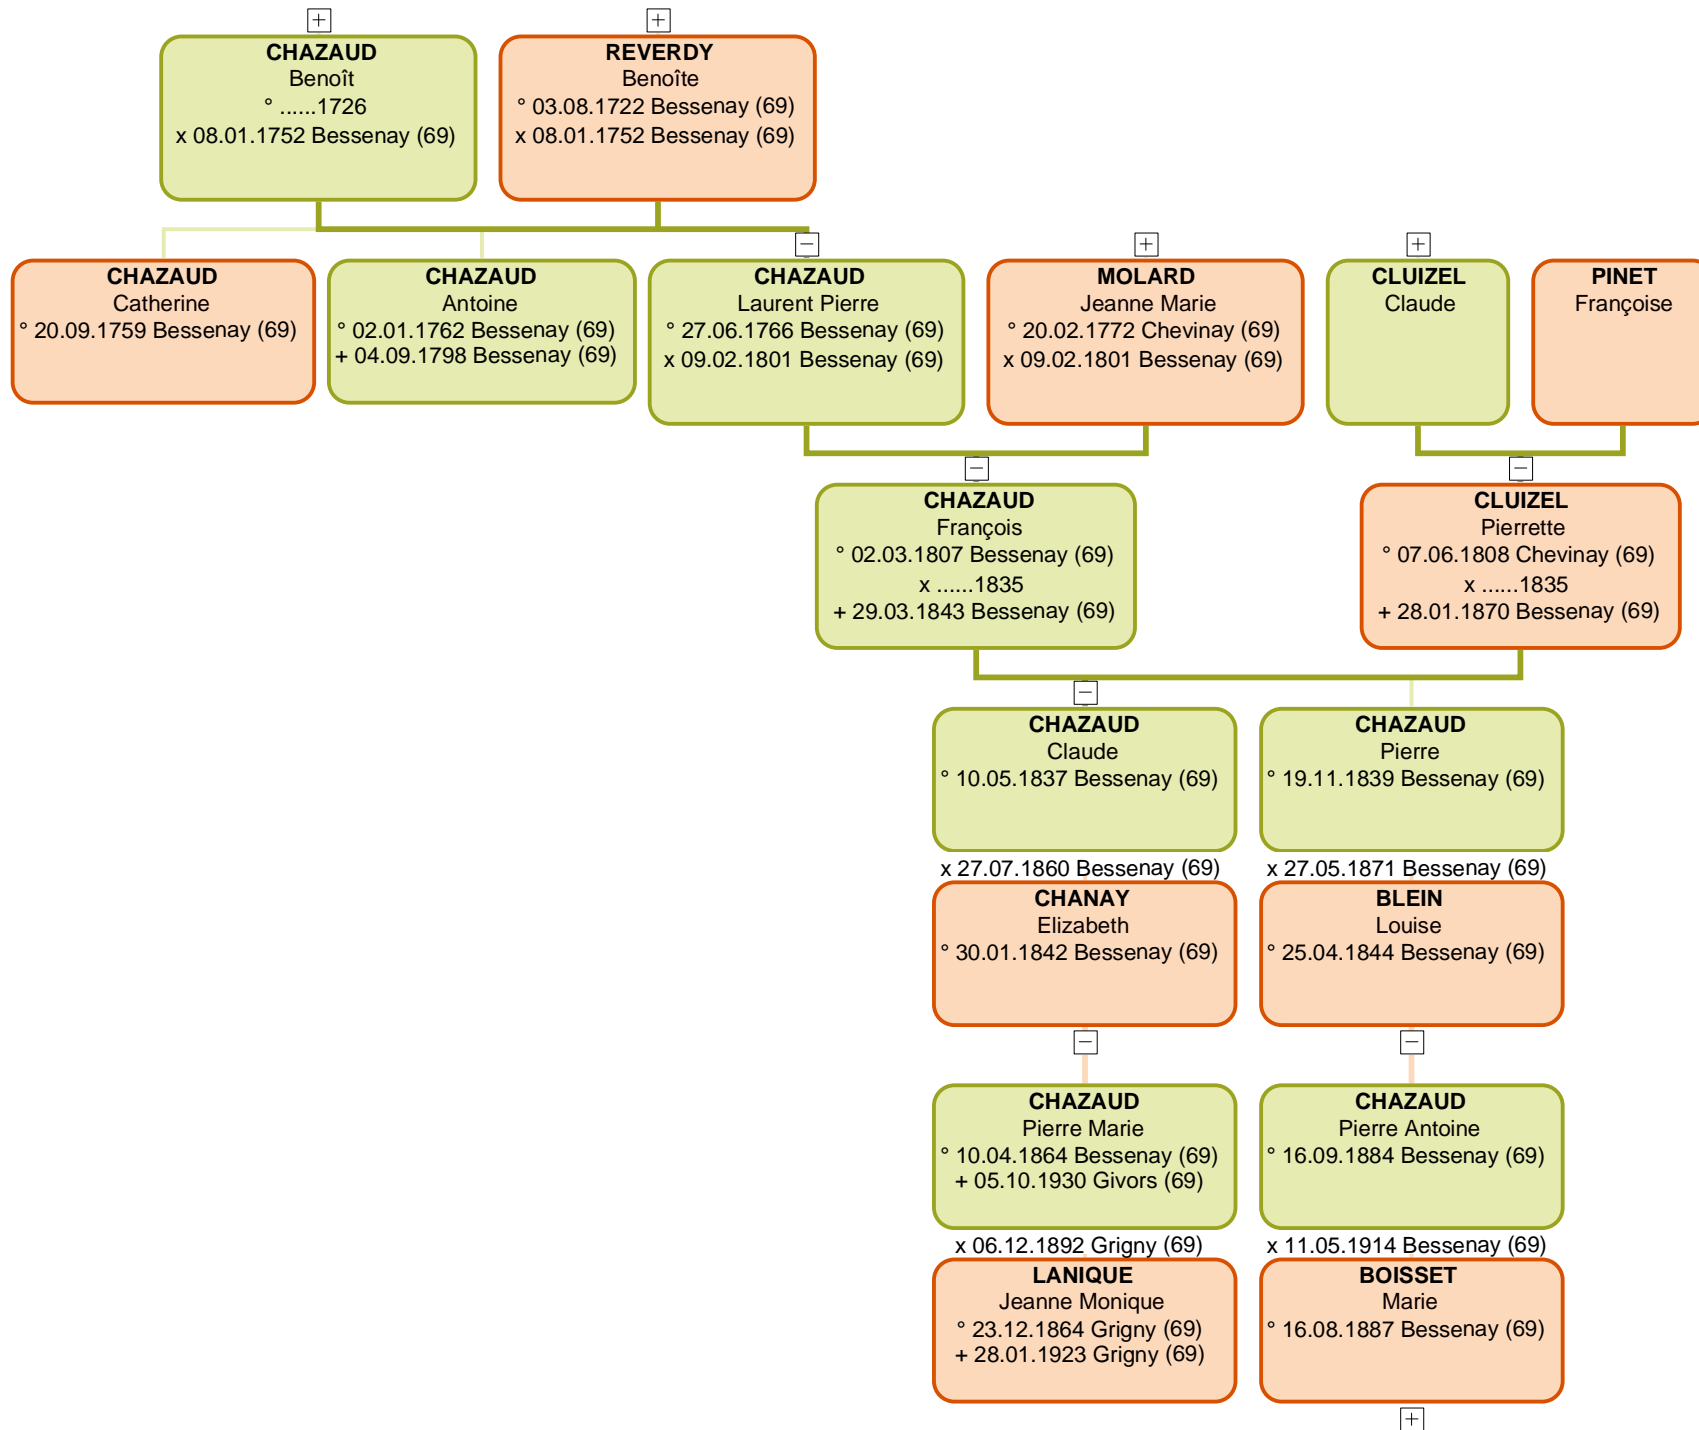 CHAZAUD
Benoît
° ......1726
x 08.01.1752 Bessenay (69)
REVERDY
Benoîte
° 03.08.1722 Bessenay (69)
x 08.01.1752 Bessenay (69)
CHAZAUD
Catherine
° 20.09.1759 Bessenay (69)
CHAZAUD
Antoine
° 02.01.1762 Bessenay (69)
+ 04.09.1798 Bessenay (69)
CHAZAUD
Laurent Pierre
° 27.06.1766 Bessenay (69)
x 09.02.1801 Bessenay (69)
MOLARD
Jeanne Marie
° 20.02.1772 Chevinay (69)
x 09.02.1801 Bessenay (69)
CLUIZEL
Claude
PINET
Françoise
CHAZAUD
François
° 02.03.1807 Bessenay (69)
x ......1835
+ 29.03.1843 Bessenay (69)
CLUIZEL
Pierrette
° 07.06.1808 Chevinay (69)
x ......1835
+ 28.01.1870 Bessenay (69)
CHAZAUD
Claude
° 10.05.1837 Bessenay (69)
CHAZAUD
Pierre
° 19.11.1839 Bessenay (69)
x 27.07.1860 Bessenay (69)
CHANAY
Elizabeth
° 30.01.1842 Bessenay (69)
x 27.05.1871 Bessenay (69)
BLEIN
Louise
° 25.04.1844 Bessenay (69)
CHAZAUD
Pierre Marie
° 10.04.1864 Bessenay (69)
+ 05.10.1930 Givors (69)
CHAZAUD
Pierre Antoine
° 16.09.1884 Bessenay (69)
x 06.12.1892 Grigny (69)
LANIQUE
Jeanne Monique
° 23.12.1864 Grigny (69)
+ 28.01.1923 Grigny (69)
x 11.05.1914 Bessenay (69)
BOISSET
Marie
° 16.08.1887 Bessenay (69)